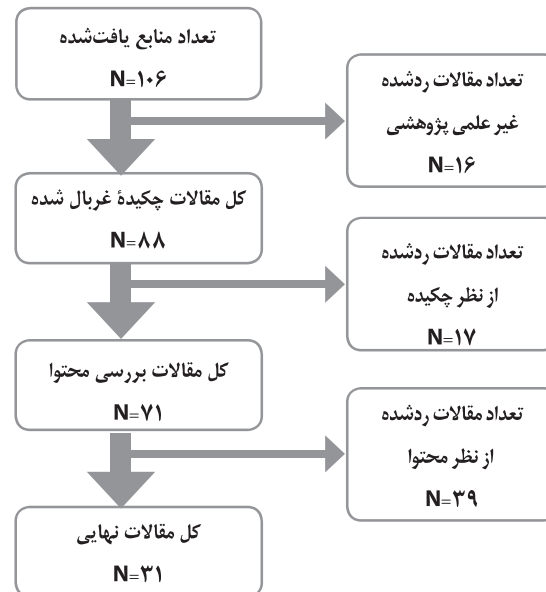 تعداد منابع یافت‌شده
N=۱۰۶
تعداد مقالات ردشده
غیر علمی پژوهشی
N=۱۶
کل مقالات چکیدۀ غربال شده
N=۸۸
تعداد مقالات ردشده
از نظر چکیده
N=۱۷
کل مقالات بررسی محتوا
N=۷۱
تعداد مقالات ردشده
از نظر محتوا
N=۳۹
کل مقالات نهایی
N=۳۱